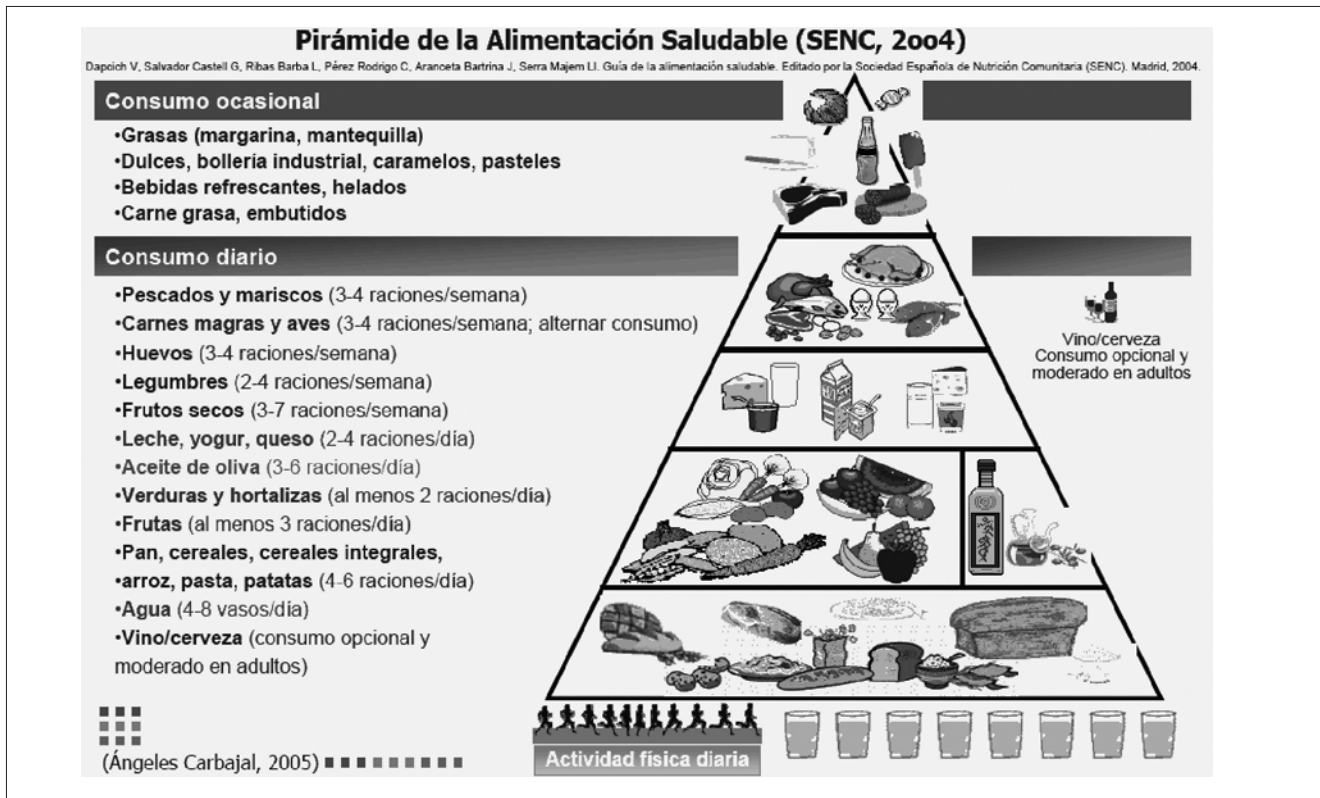 Pirámide de la Alimentación Saludable (SENC, 2oo4)
Dapcich V, Salvador Castell G, Ribas Barba L, Pérez Rodrigo C, Aranceta Bartrina J, Serra Majem Ll. Guía de la alimentación saludable. Editado por la Sociedad Española de Nutrición Comunitaria (SENC). Madrid, 2004.
Consumo ocasional
•Grasas (margarina, mantequilla)
•Dulces, bollería industrial, caramelos, pasteles
•Bebidas refrescantes, helados
•Carne grasa, embutidos
Consumo diario
•Pescados y mariscos (3-4 raciones/semana)
•Carnes magras y aves (3-4 raciones/semana; alternar consumo)
•Huevos (3-4 raciones/semana)
•Legumbres (2-4 raciones/semana)
•Frutos secos (3-7 raciones/semana)
•Leche, yogur, queso (2-4 raciones/día)
•Aceite de oliva (3-6 raciones/día)
•Verduras y hortalizas (al menos 2 raciones/día)
•Frutas (al menos 3 raciones/día)
•Pan, cereales, cereales integrales,
•arroz, pasta, patatas (4-6 raciones/día)
•Agua (4-8 vasos/día)
•Vino/cerveza (consumo opcional y
moderado en adultos)
Vino/cerveza
Consumo opcional y
moderado en adultos
(Ángeles Carbajal, 2005)
Actividad física diaria